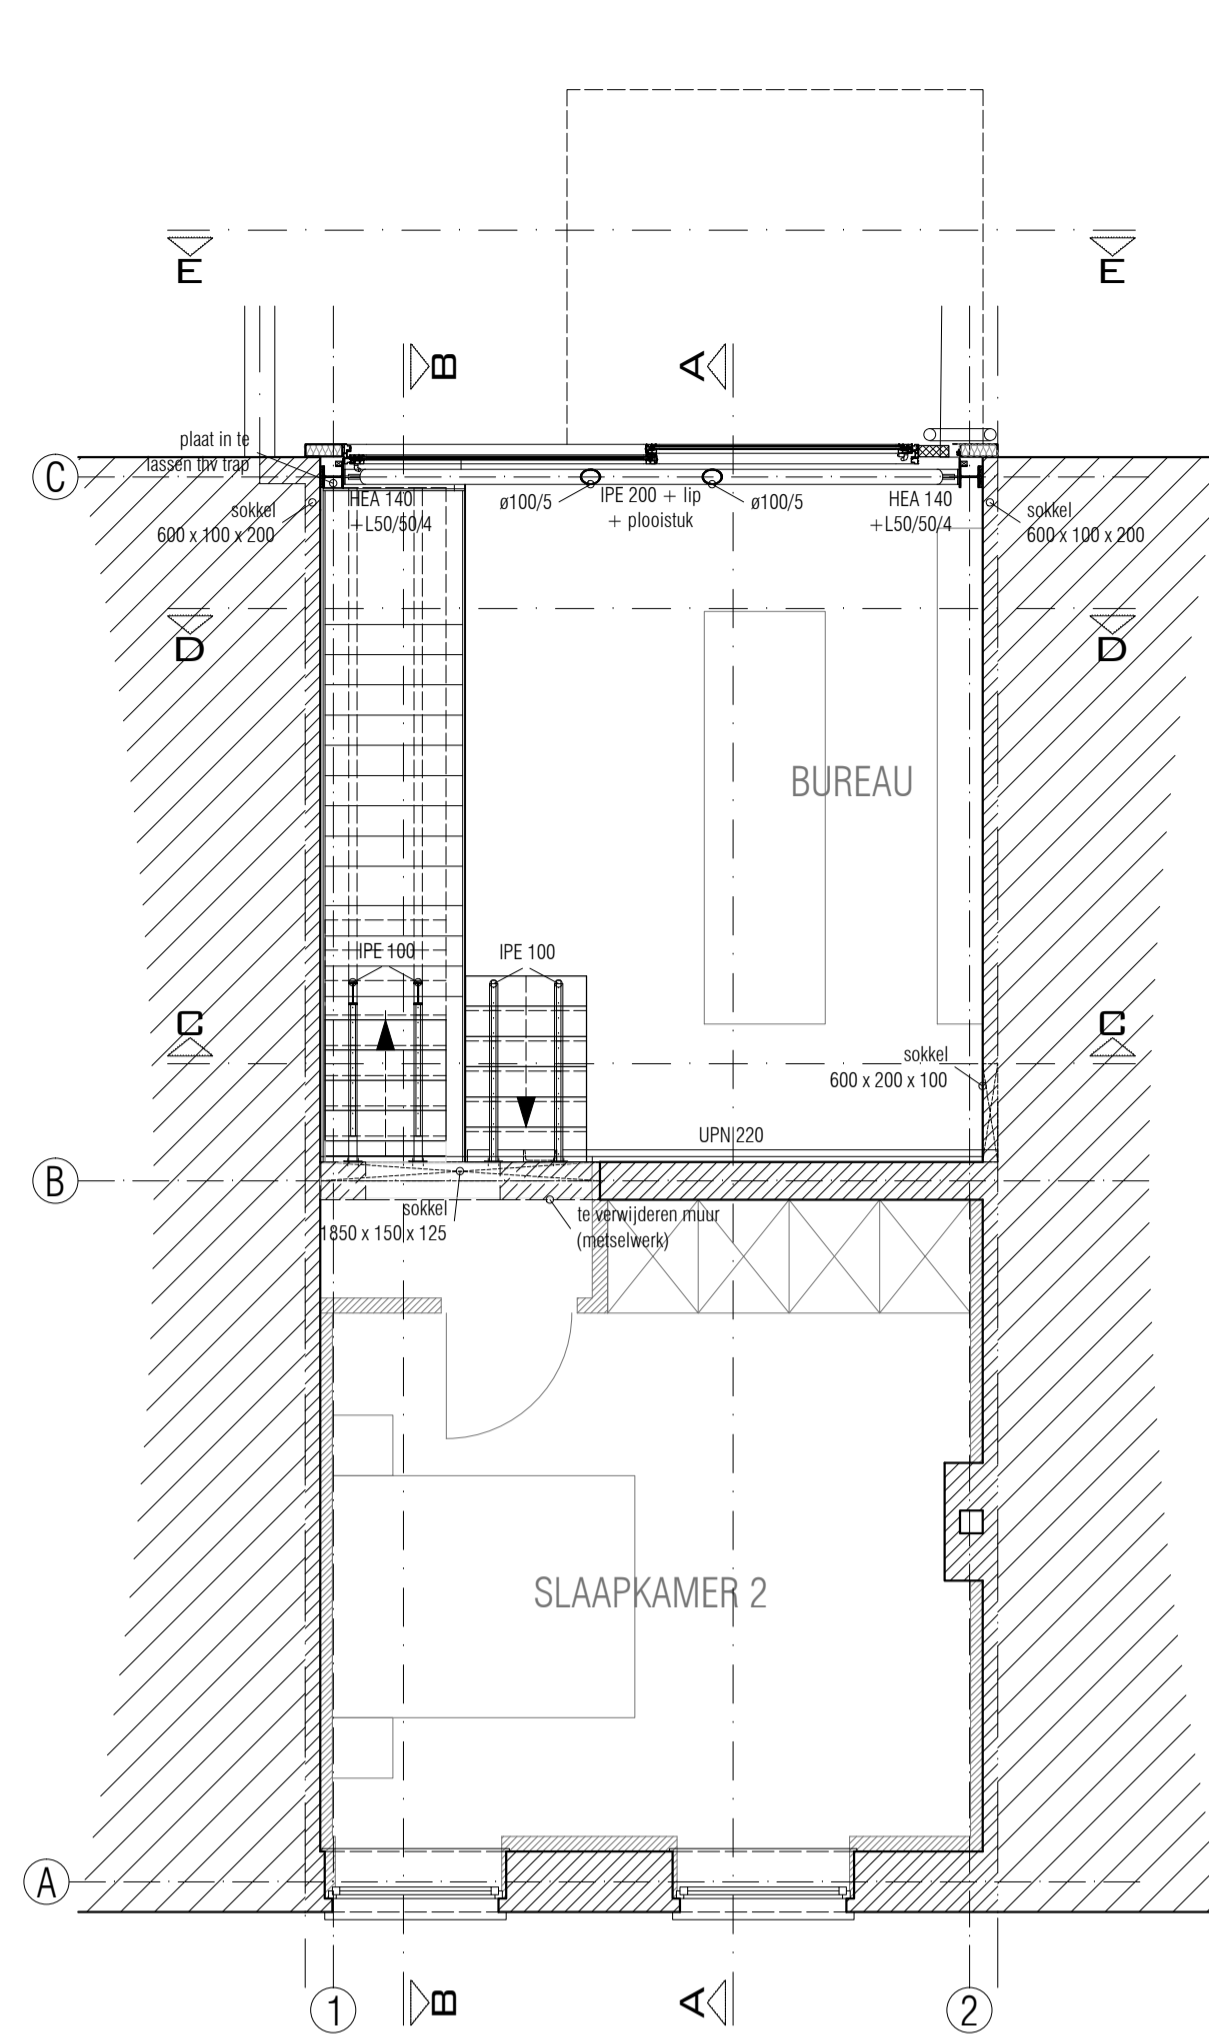 E
E
B
A
plaat in te
lassen thv trap
C
HEA 140
+L50/50/4
ø100/5
IPE 200 + lip
+ plooistuk
ø100/5
HEA 140
+L50/50/4
sokkel
600 x 100 x 200
sokkel
600 x 100 x 200
D
D
BUREAU
IPE 100
IPE 100
C
C
sokkel
600 x 200 x 100
UPN 220
B
sokkel
1850 x 150 x 125
te verwijderen muur
(metselwerk)
SLAAPKAMER 2
A
1
B
A
2